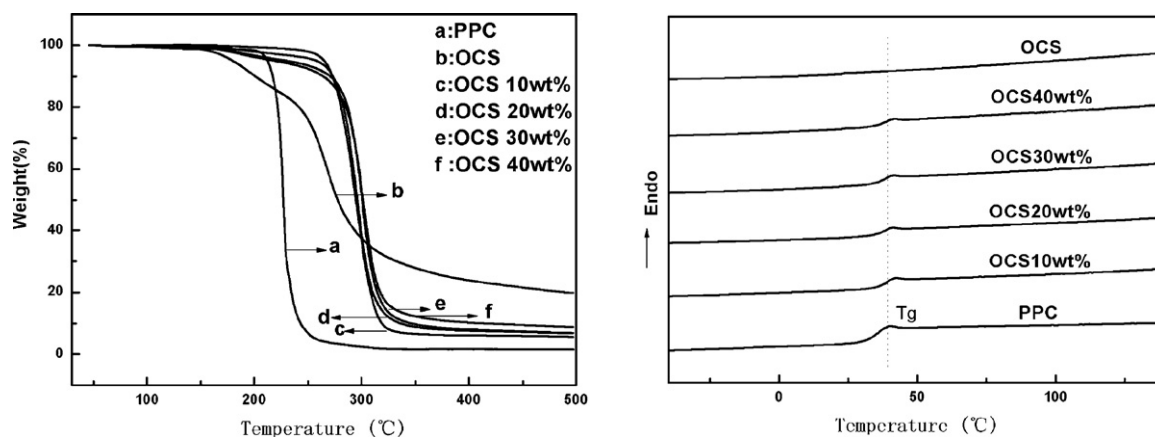 a:PPC
b:OCS
c:OCS 10wt%
d:OCS 20wt%
e:OCS 30wt%
f :OCS 40wt%
Weight(%)
100
80
60
40
20
0
b
a
e
f
d
c
100 200 300 400 500
Temperature (℃)
Endo
OCS
OCS40wt%
OCS30wt%
OCS20wt%
OCS10wt%
Tg
PPC
0 50 100
Temperature (℃)